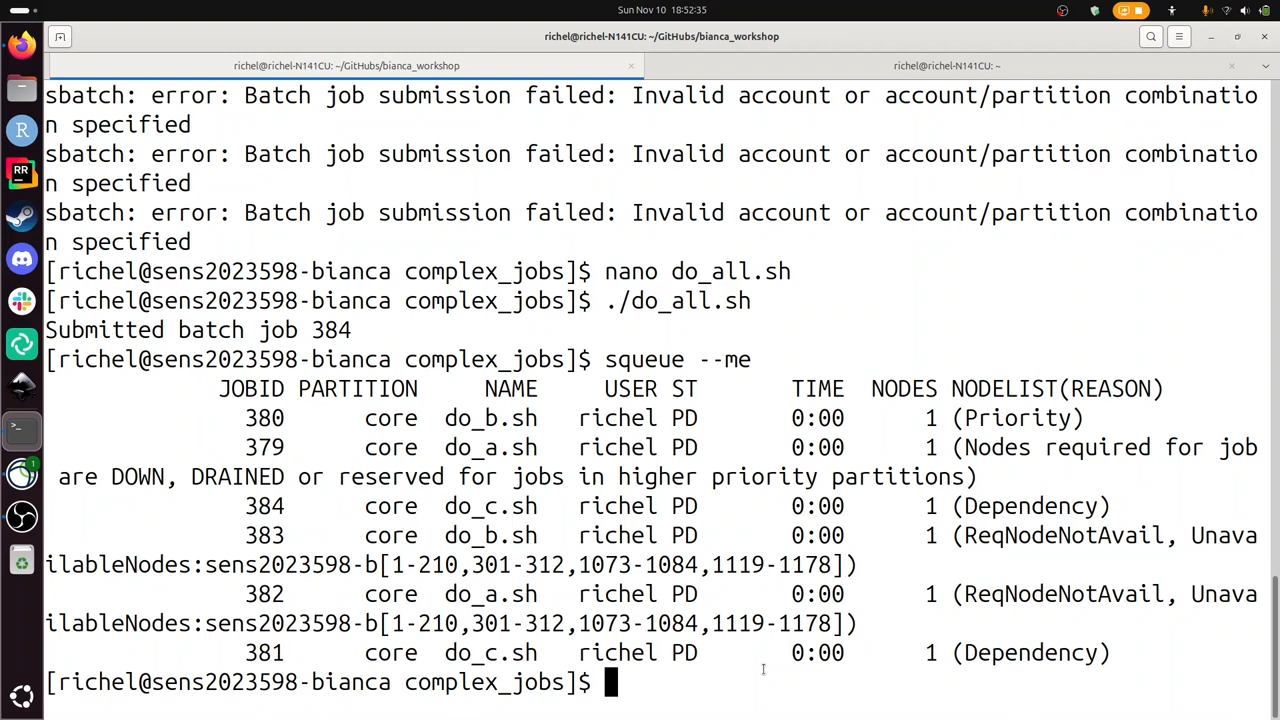 Sun Nov 10 18:52:35
richel@richel-N141CU: ~/GitHubs/bianca_workshop
richel@richel-N141CU: ~/GitHubs/bianca_workshop
richel@richel-N141CU: ~
sbatch: error: Batch job submission failed: Invalid account or account/partition combinatio
n specified
sbatch: error: Batch job submission failed: Invalid account or account/partition combinatio
n specified
sbatch: error: Batch job submission failed: Invalid account or account/partition combinatio
n specified
[richel@sens2023598-bianca complex_jobs]$ nano do_all.sh
[richel@sens2023598-bianca complex_jobs]$ ./do_all.sh
Submitted batch job 384
[richel@sens2023598-bianca complex_jobs]$ squeue --me
JOBID PARTITION NAME USER ST TIME NODES NODELIST(REASON)
380 core do_b.sh richel PD 0:00 1 (Priority)
379 core do_a.sh richel PD 0:00 1 (Nodes required for job
are DOWN, DRAINED or reserved for jobs in higher priority partitions)
384 core do_c.sh richel PD 0:00 1 (Dependency)
383 core do_b.sh richel PD 0:00 1 (ReqNodeNotAvail, Unava
ilableNodes:sens2023598-b[1-210,301-312,1073-1084,1119-1178])
382 core do_a.sh richel PD 0:00 1 (ReqNodeNotAvail, Unava
ilableNodes:sens2023598-b[1-210,301-312,1073-1084,1119-1178])
381 core do_c.sh richel PD 0:00 1 (Dependency)
[richel@sens2023598-bianca complex_jobs]$
R
RR
>_
1